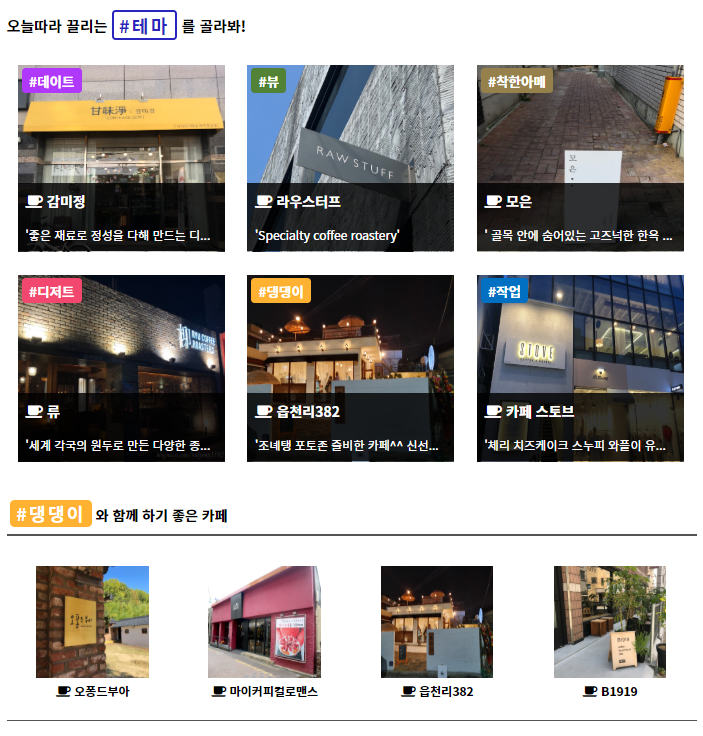 오늘따라 끌리는 #테마 를 골라봐!
#데이트
甘味淨
감미정
'좋은 재료로 정성을 다해 만드는 디...
#뷰
RAW STUFF
라우스터프
'Specialty coffee roastery'
#착한아메
모은
모은
' 골목 안에 숨어있는 고즈넉한 한옥 ...
#디저트
RYU COFFEE
ROASTERS
류
'세계 각국의 원두로 만든 다양한 종...
#댕댕이
읍천리382
'조녜탱 포토존 즐비한 카페^^ 신선...
#작업
STOVE
카페 스토브
'체리 치즈케이크 스누피 와플이 유...
#댕댕이 와 함께 하기 좋은 카페
오퐁드부아
마이커피컬로맨스
읍천리382
B1919